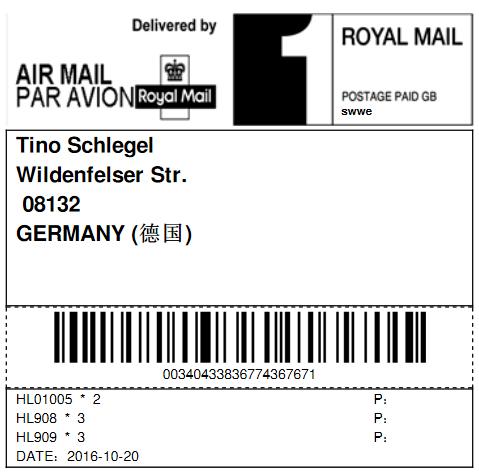 Delivered by
AIR MAIL
PAR AVION
Royal Mail
1
ROYAL MAIL
POSTAGE PAID GB
swwe
Tino Schlegel
Wildenfelser Str.
08132
GERMANY (德国)
00340433836774367671
HL01005 * 2 P：
HL908 * 3 P：
HL909 * 3 P：
DATE：2016-10-20